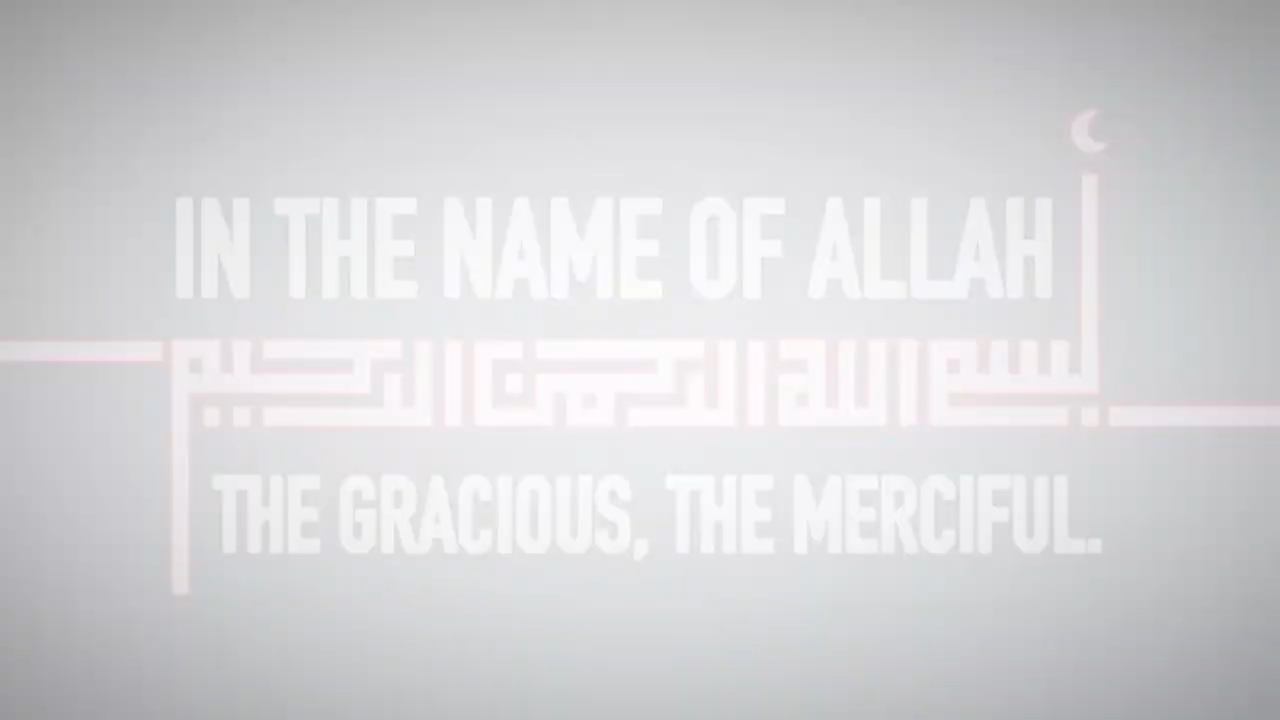 IN THE NAME OF ALLAH
بسم الله الرحمن الرحيم
THE GRACIOUS, THE MERCIFUL.